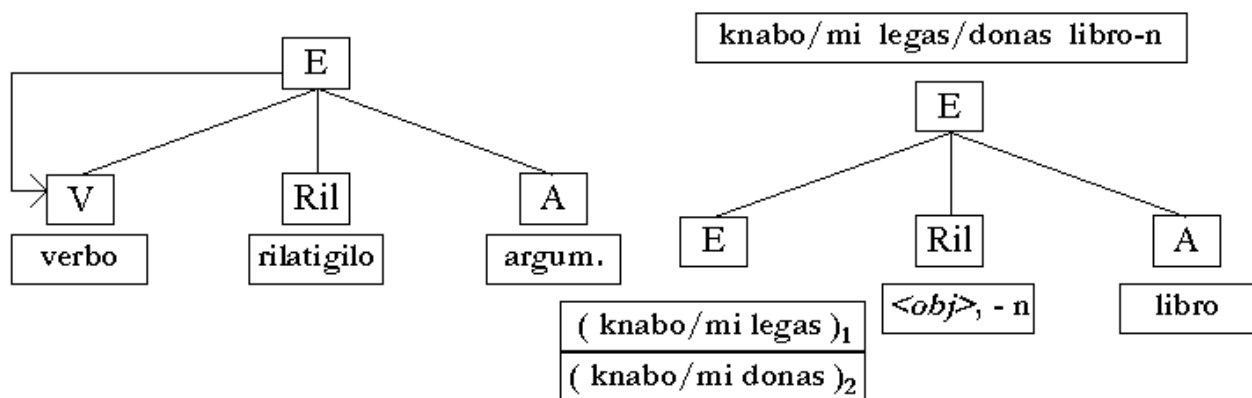 E
V Ril A
verbo rilatigilo argum.
knabo/mi legas/donas libro-n
E
E Ril A
<obj>, - n libro
( knabo/mi legas )1
( knabo/mi donas )2